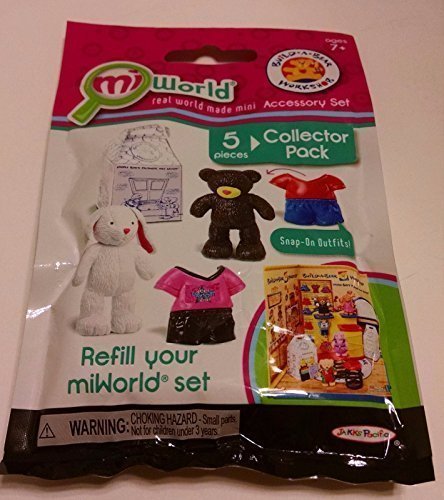 ages
7+
miWorld®
real world made mini
BUILD-A-BEAR
WORKSHOP
Accessory Set
5
pieces
Collector
Pack
Snap-On Outfits!
Refill your
miWorld® set
WARNING: CHOKING HAZARD - Small parts.
Not for children under 3 years.
JAKKS Pacific